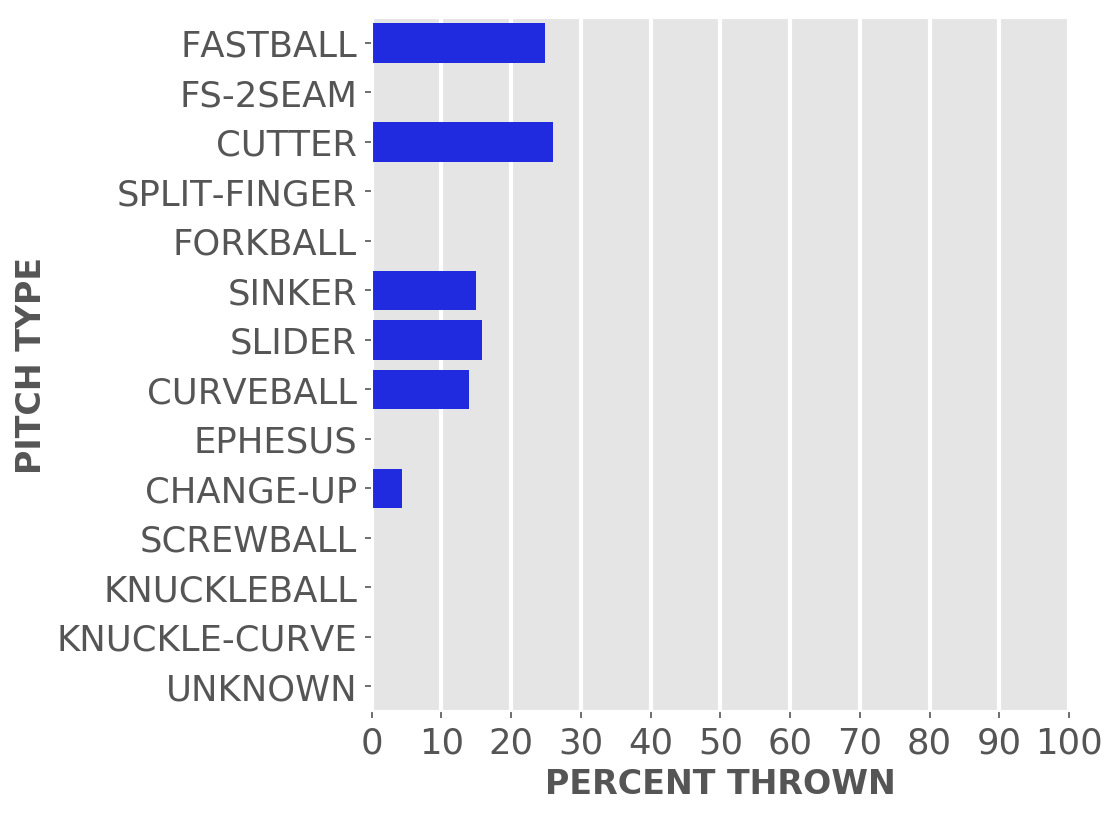 FASTBALL
FS-2SEAM
CUTTER
SPLIT-FINGER
FORKBALL
SINKER
SLIDER
CURVEBALL
EPHESUS
CHANGE-UP
SCREWBALL
KNUCKLEBALL
KNUCKLE-CURVE
UNKNOWN
PITCH TYPE
0 10 20 30 40 50 60 70 80 90 100
PERCENT THROWN